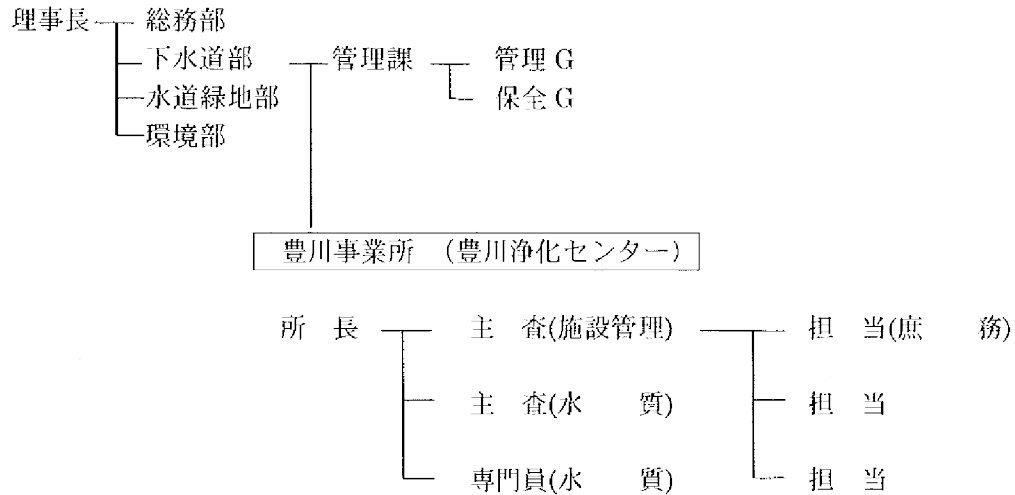 理事長 総務部
下水道部 管理課 管理 G
水道緑地部 保全 G
環境部
豊川事業所 （豊川浄化センター）
所 長 主 査(施設管理) 担 当(庶 務)
主 査(水 質) 担 当
専門員(水 質) 担 当